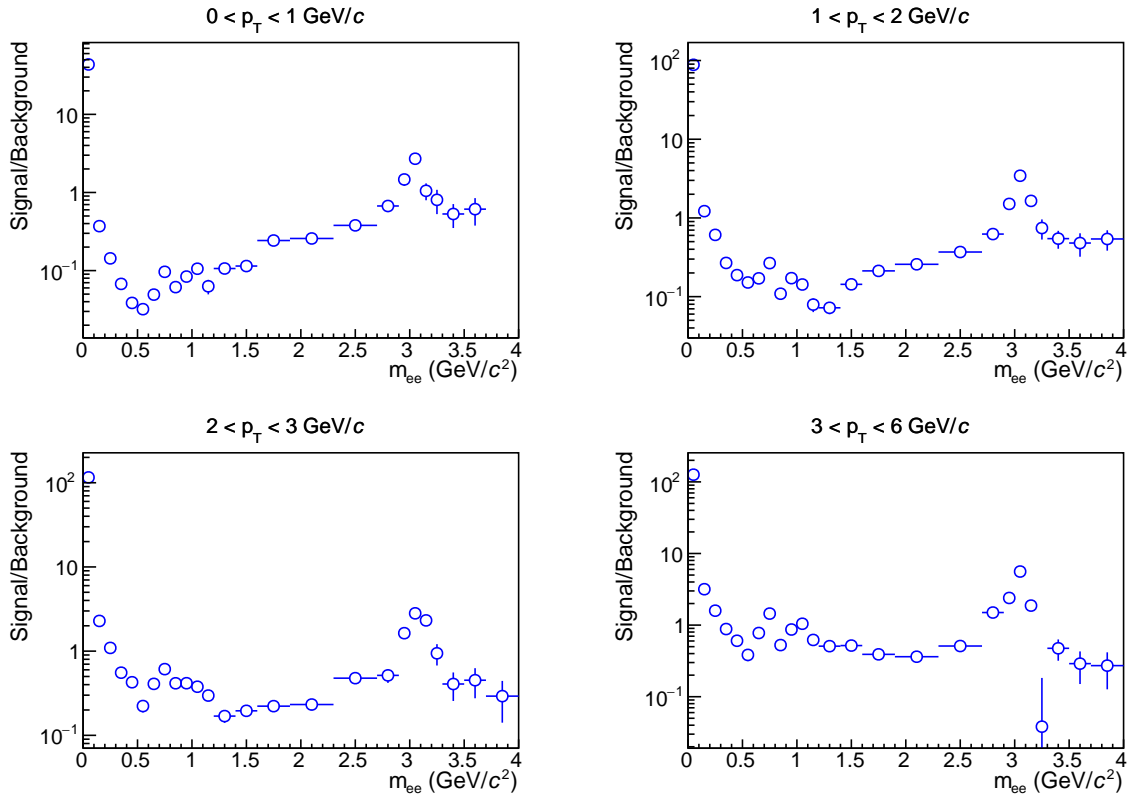 0 < p_T < 1 GeV/c
Signal/Background
10
1
10^-1
0 0.5 1 1.5 2 2.5 3 3.5 4
m_ee (GeV/c^2)
1 < p_T < 2 GeV/c
Signal/Background
10^2
10
1
10^-1
0 0.5 1 1.5 2 2.5 3 3.5 4
m_ee (GeV/c^2)
2 < p_T < 3 GeV/c
Signal/Background
10^2
10
1
10^-1
0 0.5 1 1.5 2 2.5 3 3.5 4
m_ee (GeV/c^2)
3 < p_T < 6 GeV/c
Signal/Background
10^2
10
1
10^-1
0 0.5 1 1.5 2 2.5 3 3.5 4
m_ee (GeV/c^2)